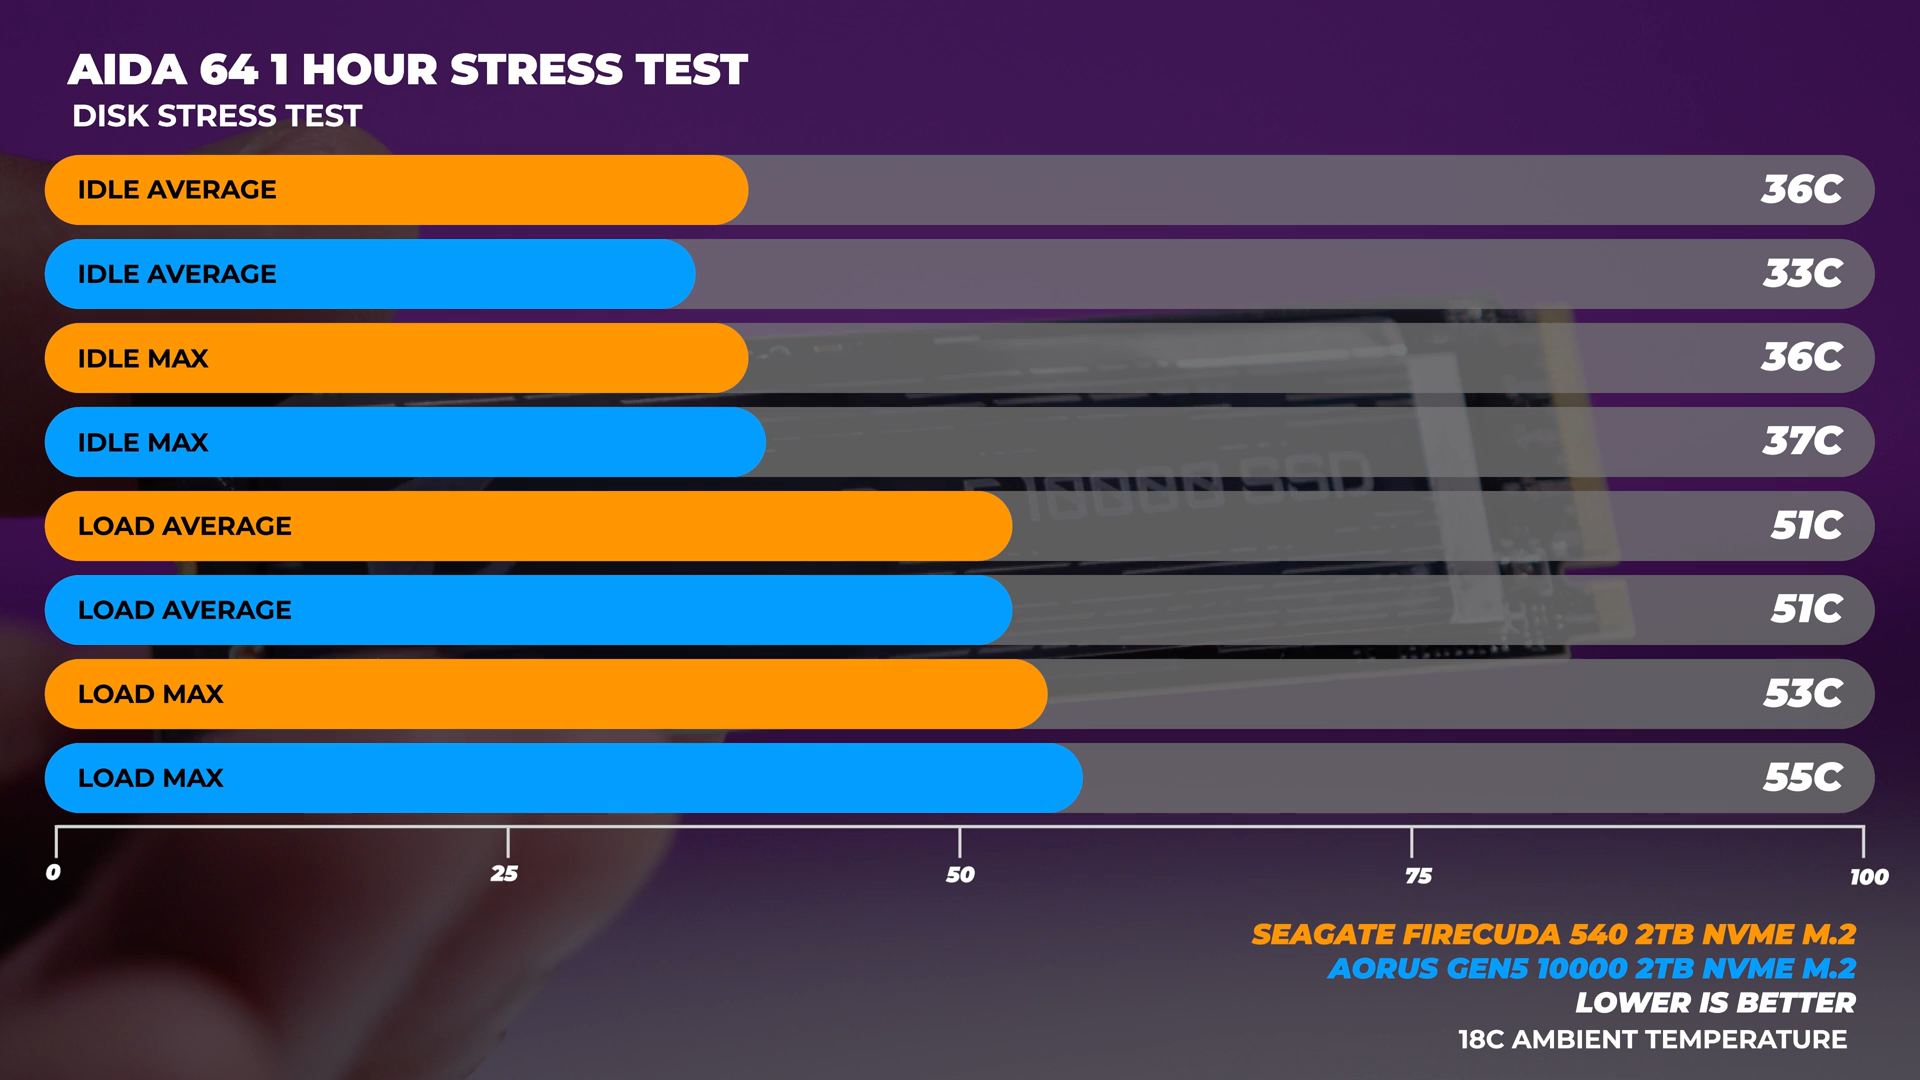 AIDA 64 1 HOUR STRESS TEST
DISK STRESS TEST
IDLE AVERAGE 36C
IDLE AVERAGE 33C
IDLE MAX 36C
IDLE MAX 37C
10000 SSD
LOAD AVERAGE 51C
LOAD AVERAGE 51C
LOAD MAX 53C
LOAD MAX 55C
0 25 50 75 100
SEAGATE FIRECUDA 540 2TB NVME M.2
AORUS GEN5 10000 2TB NVME M.2
LOWER IS BETTER
18C AMBIENT TEMPERATURE